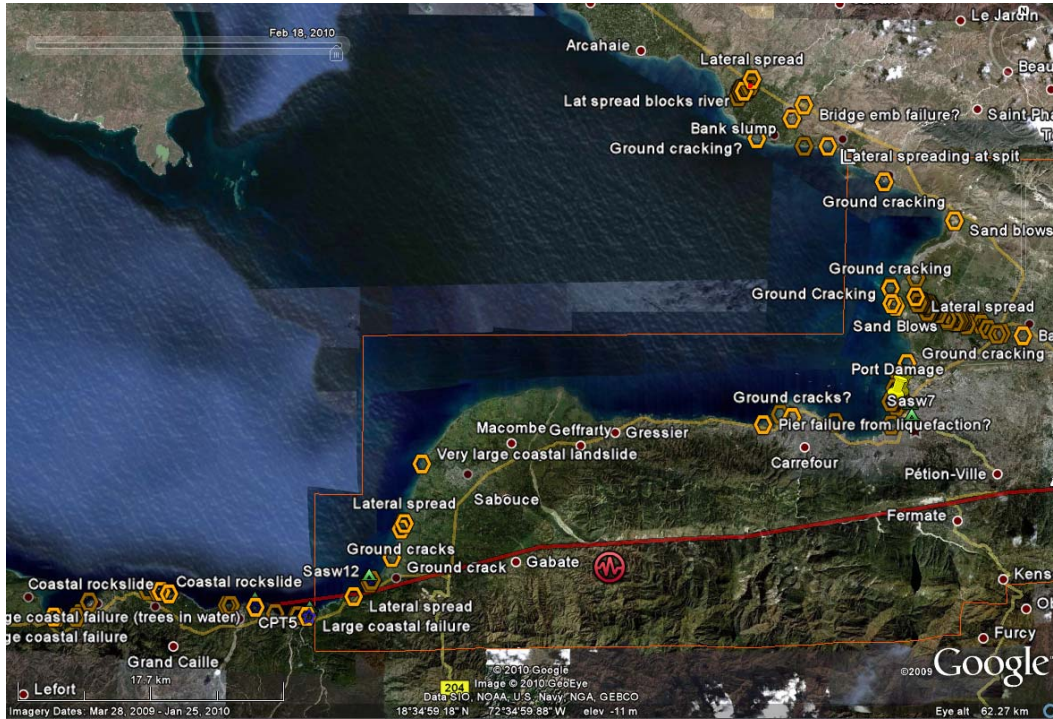 Feb 18, 2010
Le Jardin
Arcahaie
Lateral spread
Beau
Lat spread blocks river
Bridge emb failure?
Saint Pha
Bank slump
Ground cracking?
Lateral spreading at spit
Ground cracking
Sand blows
Ground cracking
Ground Cracking
Lateral spread
Sand Blows
Ba
Ground cracking
Port Damage
Ground cracks?
Sasw7
Pier failure from liquefaction?
Macombe
Geffrarty
Gressier
Very large coastal landslide
Carrefour
Pétion-Ville
Sabouce
Lateral spread
Fermate
Ground cracks
Sasw12
Ground crack
Gabate
Coastal rockslide
Coastal rockslide
Kens
Lateral spread
ge coastal failure (trees in water)
CPT5
Large coastal failure
ge coastal failure
Furcy
Grand Caille
17.7 km
Lefort
204
© 2010 Google
Image © 2010 GeoEye
Data SIO, NOAA, U.S. Navy, NGA, GEBCO
©2009 Google
Imagery Dates: Mar 28, 2009 - Jan 25, 2010
18°34'59.18" N -72°34'59.88" W elev -11 m
Eye alt 62.27 km